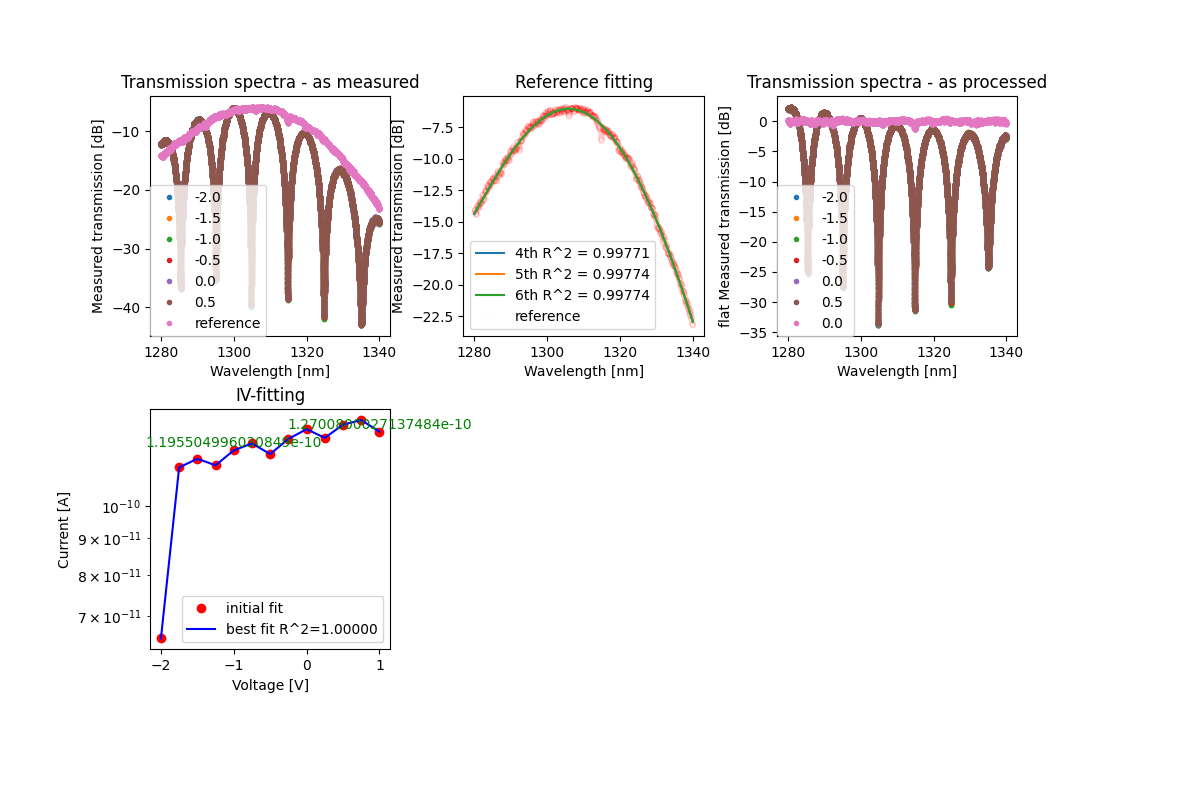 Transmission spectra - as measured
Measured transmission [dB]
−10
−20
−30
−40
-2.0
-1.5
-1.0
-0.5
0.0
0.5
reference
1280 1300 1320 1340
Wavelength [nm]
Reference fitting
Measured transmission [dB]
−7.5
−10.0
−12.5
−15.0
−17.5
−20.0
−22.5
4th R^2 = 0.99771
5th R^2 = 0.99774
6th R^2 = 0.99774
reference
1280 1300 1320 1340
Wavelength [nm]
Transmission spectra - as processed
flat Measured transmission [dB]
0
−5
−10
−15
−20
−25
−30
−35
-2.0
-1.5
-1.0
-0.5
0.0
0.5
0.0
1280 1300 1320 1340
Wavelength [nm]
IV-fitting
Current [A]
10⁻¹⁰
9 × 10⁻¹¹
8 × 10⁻¹¹
7 × 10⁻¹¹
initial fit
best fit R^2=1.00000
−2 −1 0 1
Voltage [V]